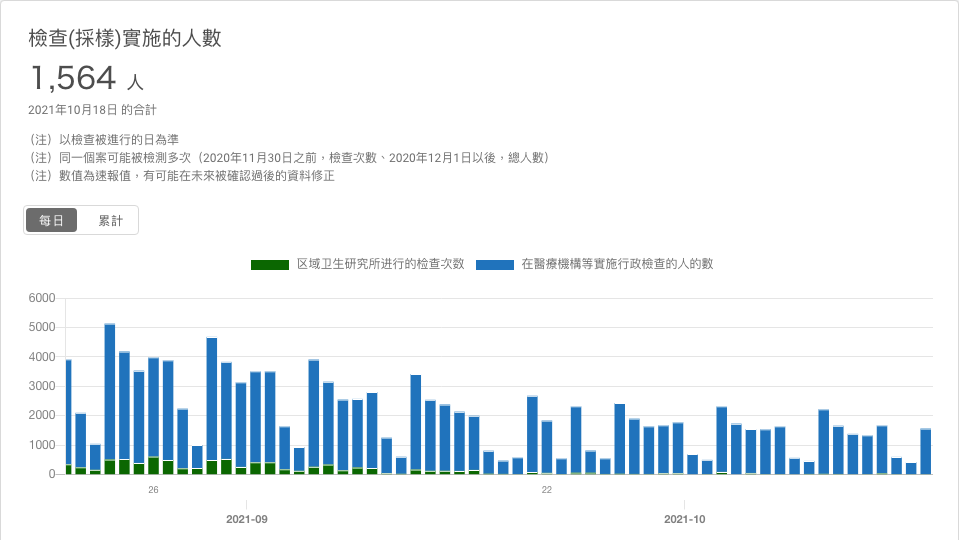 檢查(採樣)實施的人數
1,564 人
2021年10月18日 的合計
（注）以檢查被進行的日為準
（注）同一個案可能被檢測多次（2020年11月30日之前，檢查次數、2020年12月1日以後，總人數）
（注）數值為速報值，有可能在未來被確認過後的資料修正
每日 累計
区域卫生研究所进行的检查次数 在醫療機構等實施行政檢查的人的數
6000
5000
4000
3000
2000
1000
0
26 22
2021-09 2021-10